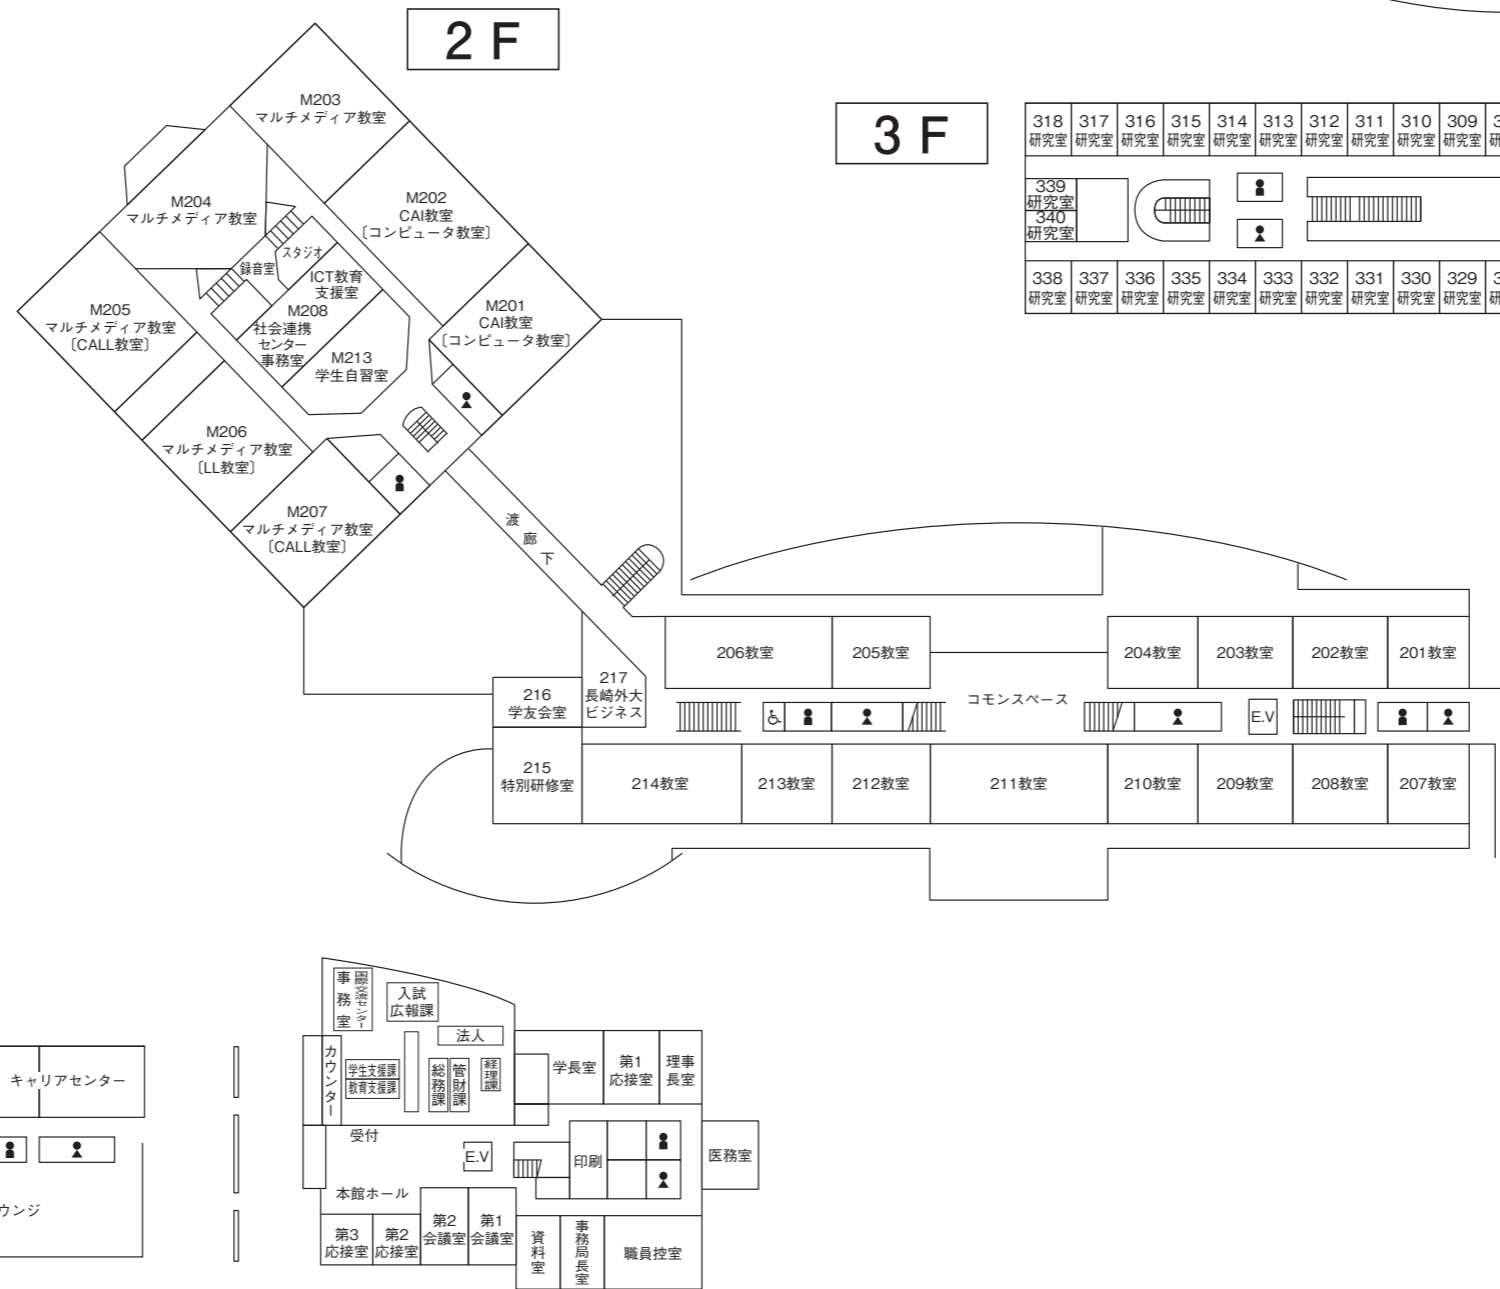 2 F
M203
マルチメディア教室
M204
マルチメディア教室
M202
CAI教室
〔コンピュータ教室〕
スタジオ
録音室
ICT教育
支援室
M208
社会連携
センター
事務室
M213
学生自習室
M201
CAI教室
〔コンピュータ教室〕
M205
マルチメディア教室
〔CALL教室〕
M206
マルチメディア教室
〔LL教室〕
M207
マルチメディア教室
〔CALL教室〕
渡
廊
下
3 F
318
研究室
317
研究室
316
研究室
315
研究室
314
研究室
313
研究室
312
研究室
311
研究室
310
研究室
309
研究室
339
研究室
340
研究室
338
研究室
337
研究室
336
研究室
335
研究室
334
研究室
333
研究室
332
研究室
331
研究室
330
研究室
329
研究室
206教室
205教室
204教室
203教室
202教室
201教室
217
長崎外大
ビジネス
216
学友会室
コモンスペース
E.V
215
特別研修室
214教室
213教室
212教室
211教室
210教室
209教室
208教室
207教室
国際交流センター
事務室
入試
広報課
法人
カウンター
学生支援課
教育支援課
総務課
管財課
経理課
学長室
第1
応接室
理事
長室
キャリアセンター
受付
E.V
印刷
医務室
本館ホール
ウンジ
第3
応接室
第2
応接室
第2
会議室
第1
会議室
資料室
事務局長室
職員控室